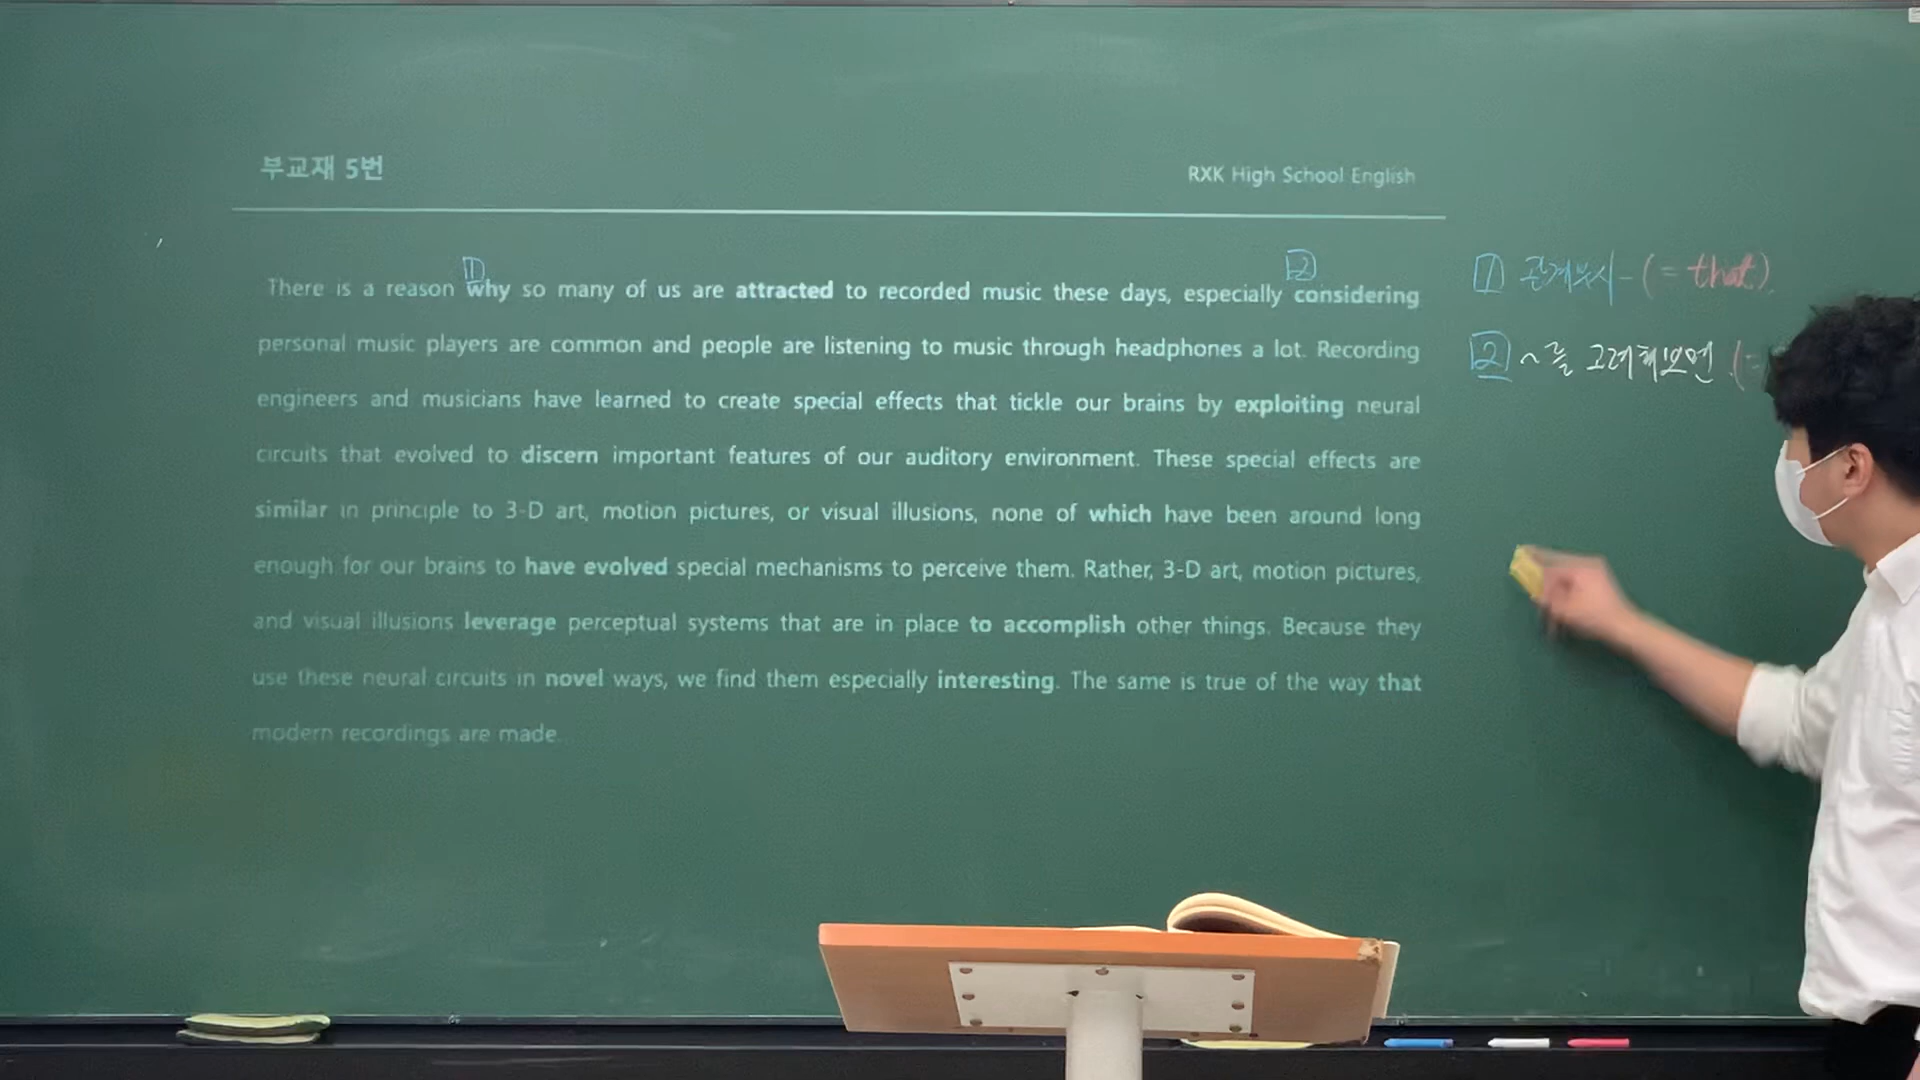 부교재 5번
RXK High School English
1 2
There is a reason why so many of us are attracted to recorded music these days, especially considering
personal music players are common and people are listening to music through headphones a lot. Recording
engineers and musicians have learned to create special effects that tickle our brains by exploiting neural
circuits that evolved to discern important features of our auditory environment. These special effects are
similar in principle to 3-D art, motion pictures, or visual illusions, none of which have been around long
enough for our brains to have evolved special mechanisms to perceive them. Rather, 3-D art, motion pictures,
and visual illusions leverage perceptual systems that are in place to accomplish other things. Because they
use these neural circuits in novel ways, we find them especially interesting. The same is true of the way that
modern recordings are made.
1 관계부사 - (= that).
2 ~를 고려해보면 (=